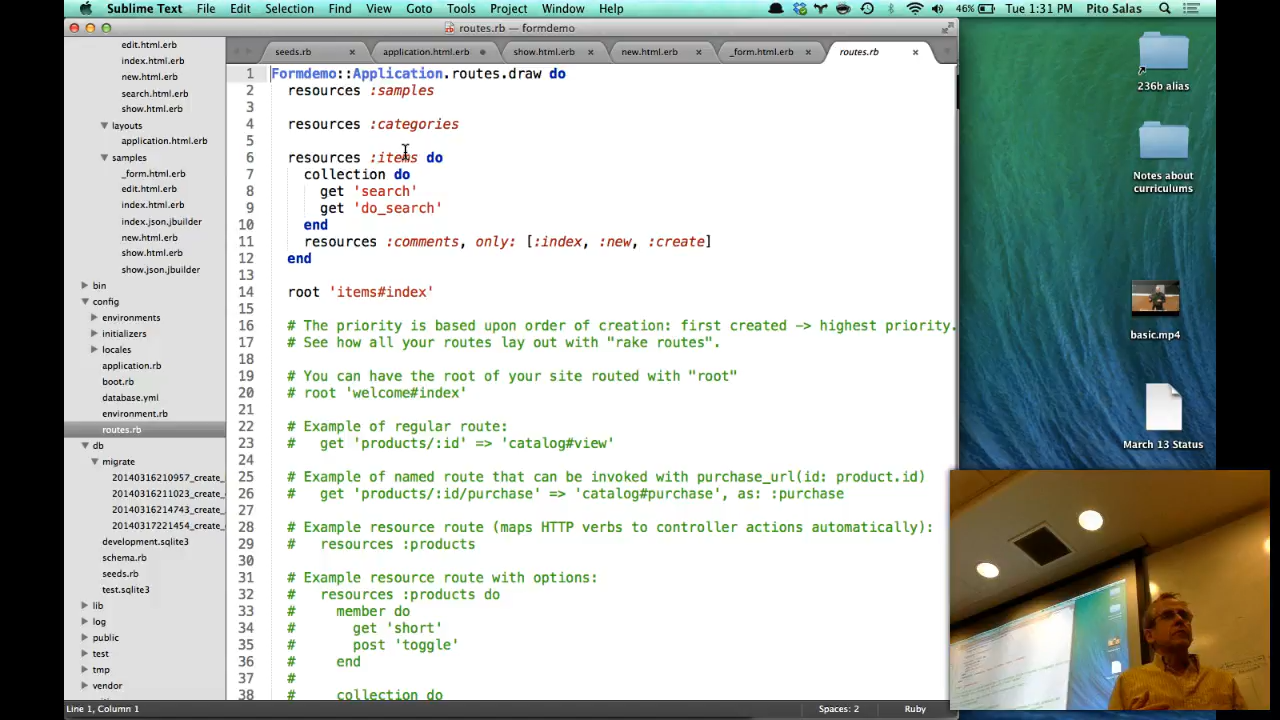 Sublime Text File Edit Selection Find View Goto Tools Project Window Help 46% Tue 1:31 PM Pito Salas
routes.rb — formdemo
seeds.rb application.html.erb show.html.erb new.html.erb _form.html.erb routes.rb
edit.html.erb
index.html.erb
new.html.erb
search.html.erb
show.html.erb
layouts
application.html.erb
samples
_form.html.erb
edit.html.erb
index.html.erb
index.json.jbuilder
new.html.erb
show.html.erb
show.json.jbuilder
bin
config
environments
initializers
locales
application.rb
boot.rb
database.yml
environment.rb
routes.rb
db
migrate
20140316210957_create_
20140316211023_create_
20140316214743_create_
20140317221454_create_
development.sqlite3
schema.rb
seeds.rb
test.sqlite3
lib
log
public
test
tmp
vendor
1 Formdemo::Application.routes.draw do
2 resources :samples
3
4 resources :categories
5
6 resources :items do
7 collection do
8 get 'search'
9 get 'do_search'
10 end
11 resources :comments, only: [:index, :new, :create]
12 end
13
14 root 'items#index'
15
16 # The priority is based upon order of creation: first created -> highest priority.
17 # See how all your routes lay out with "rake routes".
18
19 # You can have the root of your site routed with "root"
20 # root 'welcome#index'
21
22 # Example of regular route:
23 # get 'products/:id' => 'catalog#view'
24
25 # Example of named route that can be invoked with purchase_url(id: product.id)
26 # get 'products/:id/purchase' => 'catalog#purchase', as: :purchase
27
28 # Example resource route (maps HTTP verbs to controller actions automatically):
29 # resources :products
30
31 # Example resource route with options:
32 # resources :products do
33 # member do
34 # get 'short'
35 # post 'toggle'
36 # end
37 #
38 # collection do
Line 1, Column 1 Spaces: 2 Ruby
236b alias
Notes about
curriculums
basic.mp4
March 13 Status